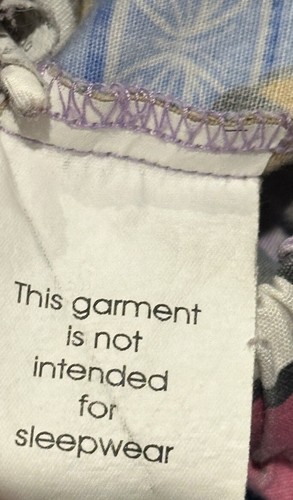 This garment
is not
intended
for
sleepwear